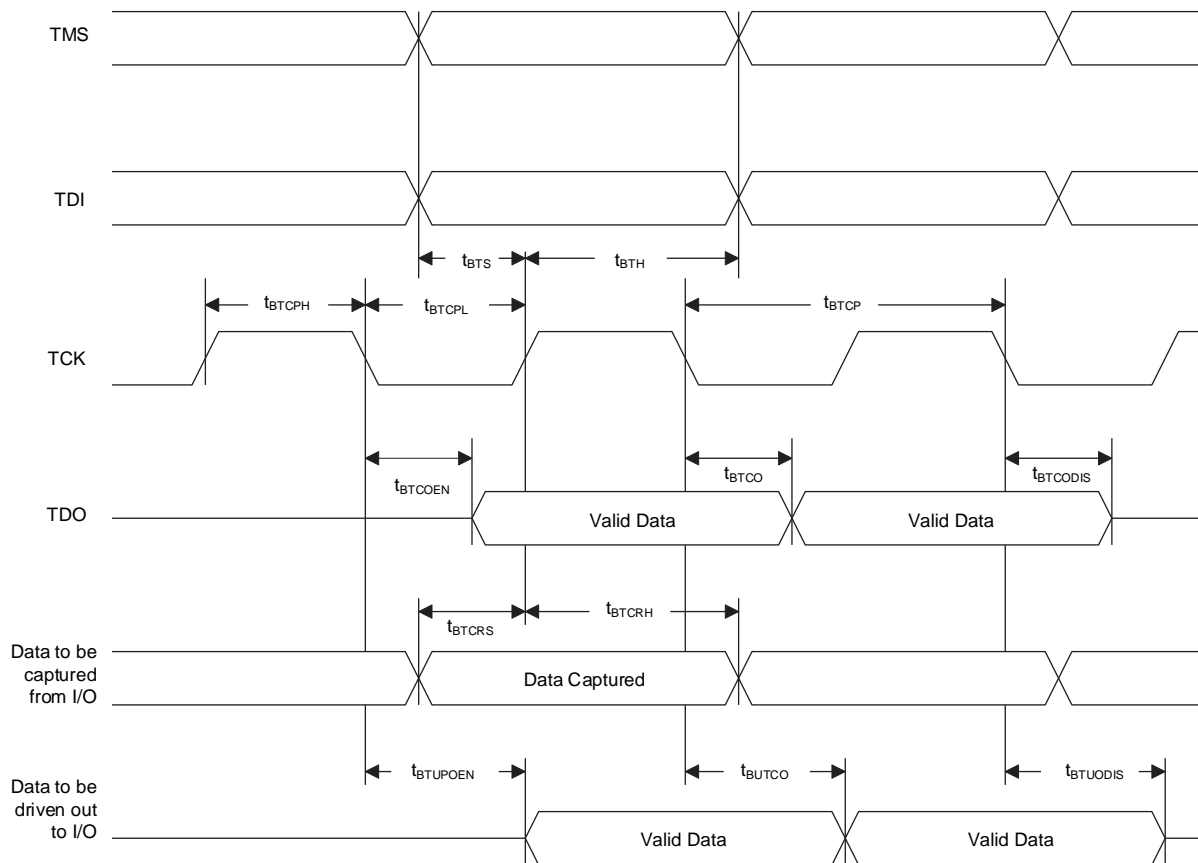 TMS
TDI
tBTS
tBTH
tBTCPH
tBTCPL
tBTCP
TCK
tBTCOEN
tBTCO
tBTCODIS
TDO
Valid Data
Valid Data
tBTCRS
tBTCRH
Data to be
captured
from I/O
Data Captured
tBTUPOEN
tBUTCO
tBTUODIS
Data to be
driven out
to I/O
Valid Data
Valid Data